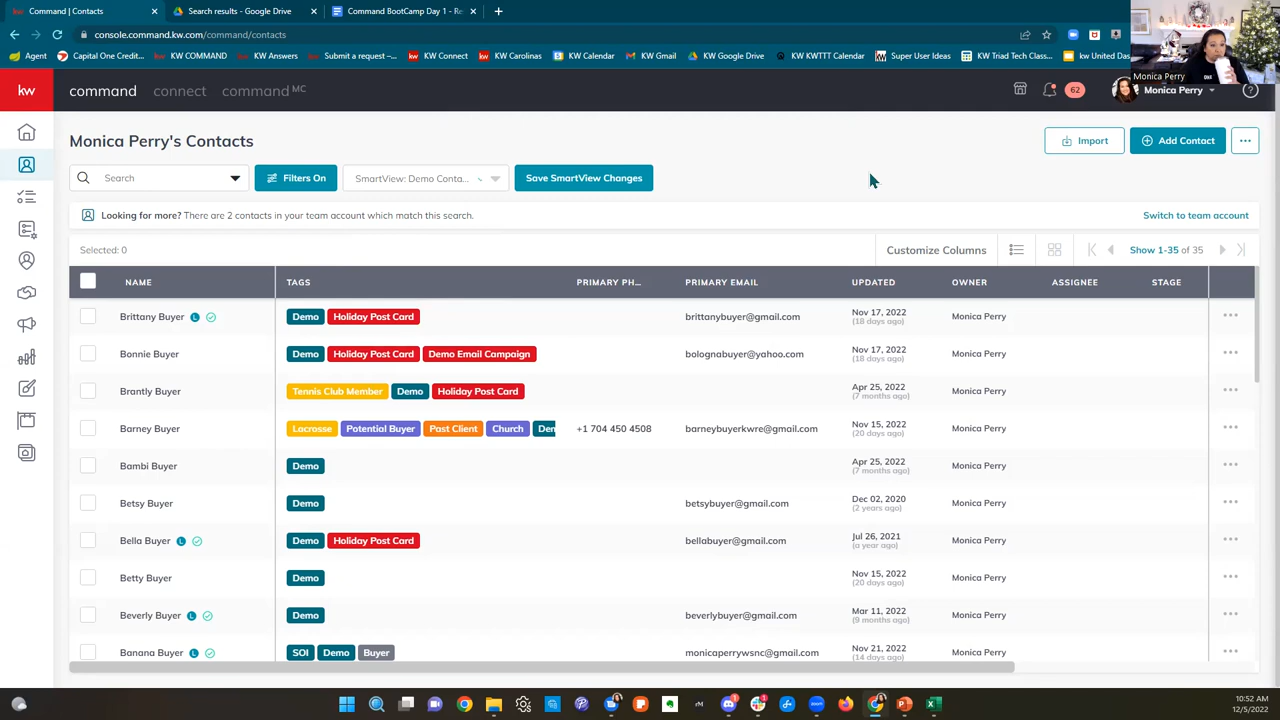 Command | Contacts
Search results - Google Drive
Command BootCamp Day 1 - Re
console.command.kw.com/command/contacts
Agent
Capital One Credit...
KW COMMAND
KW Answers
Submit a request –...
KW Connect
KW Carolinas
KW Calendar
KW Gmail
KW Google Drive
KW KWTTT Calendar
Super User Ideas
KW Triad Tech Class...
kw United Das
Monica Perry
kw
command
connect
command MC
62
Monica Perry
Monica Perry's Contacts
Import
Add Contact
Search
Filters On
SmartView: Demo Conta...
Save SmartView Changes
Looking for more? There are 2 contacts in your team account which match this search.
Switch to team account
Selected: 0
Customize Columns
Show 1-35 of 35
NAME TAGS PRIMARY PH... PRIMARY EMAIL UPDATED OWNER ASSIGNEE STAGE
Brittany Buyer L Demo Holiday Post Card brittanybuyer@gmail.com Nov 17, 2022 Monica Perry
(18 days ago)
Bonnie Buyer Demo Holiday Post Card Demo Email Campaign bolognabuyer@yahoo.com Nov 17, 2022 Monica Perry
(18 days ago)
Brantly Buyer Tennis Club Member Demo Holiday Post Card Apr 25, 2022 Monica Perry
(7 months ago)
Barney Buyer Lacrosse Potential Buyer Past Client Church Den +1 704 450 4508 barneybuyerkwre@gmail.com Nov 15, 2022 Monica Perry
(20 days ago)
Bambi Buyer Demo Apr 25, 2022 Monica Perry
(7 months ago)
Betsy Buyer Demo betsybuyer@gmail.com Dec 02, 2020 Monica Perry
(2 years ago)
Bella Buyer L Demo Holiday Post Card bellabuyer@gmail.com Jul 26, 2021 Monica Perry
(a year ago)
Betty Buyer Demo Nov 15, 2022 Monica Perry
(20 days ago)
Beverly Buyer L Demo beverlybuyer@gmail.com Mar 11, 2022 Monica Perry
(9 months ago)
Banana Buyer L SOI Demo Buyer monicaperrywsnc@gmail.com Nov 21, 2022 Monica Perry
(14 days ago)
10:52 AM
12/5/2022